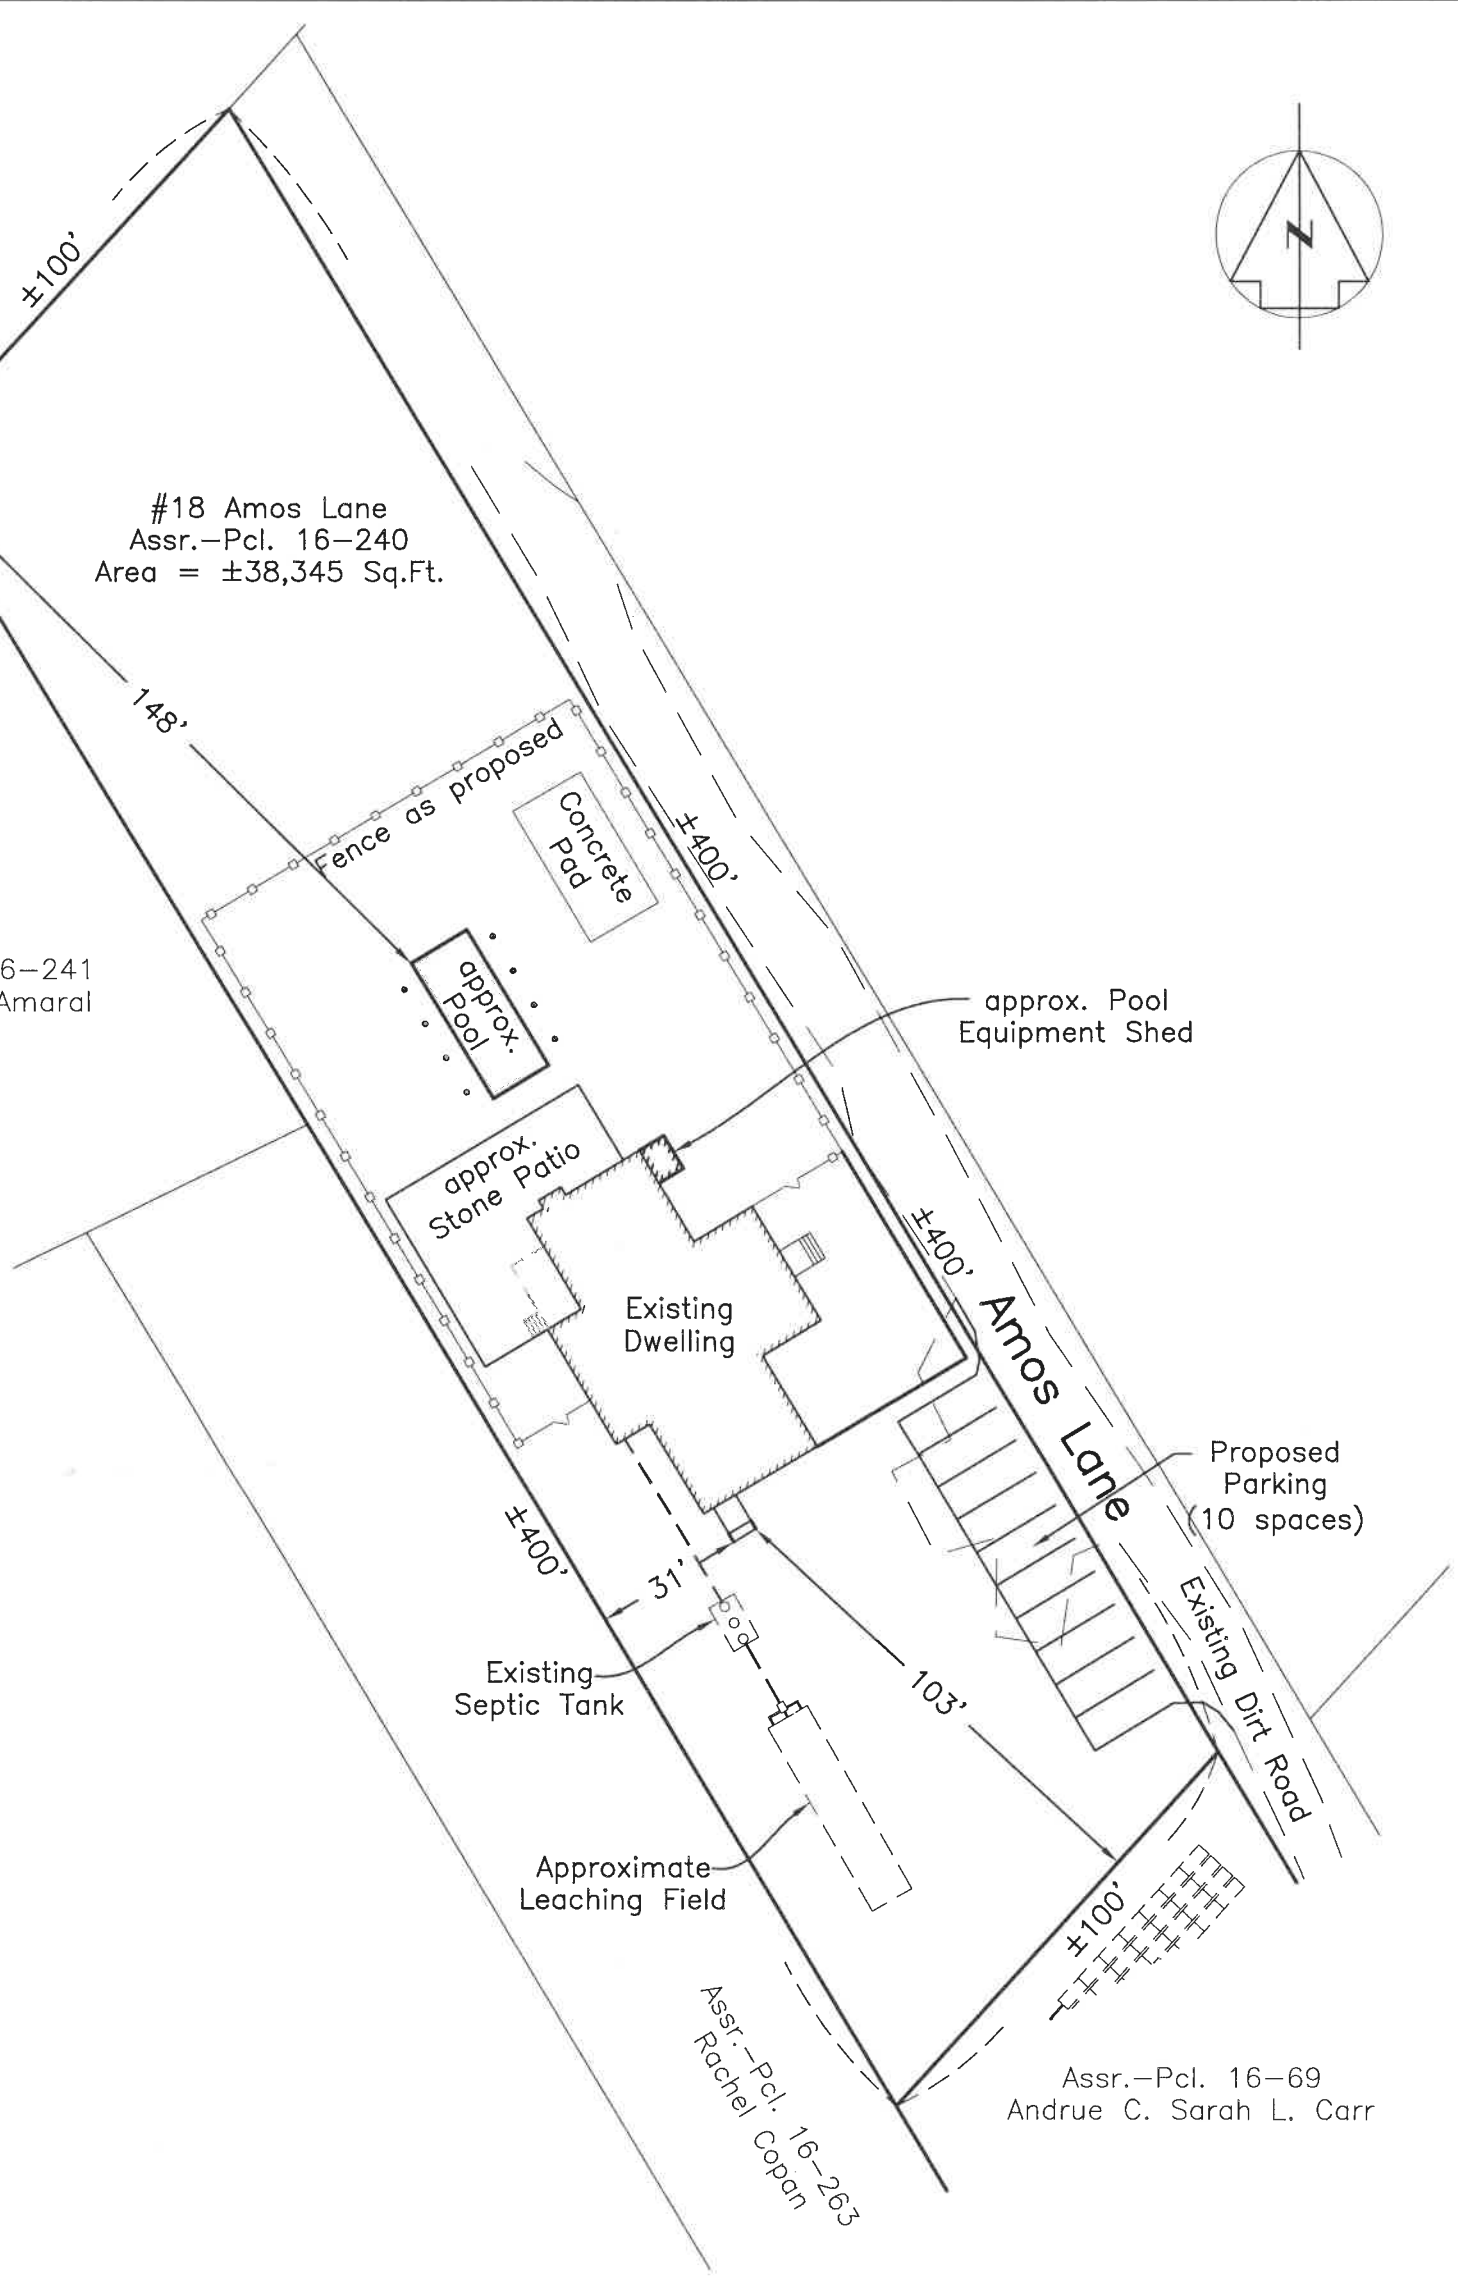 ±100'
N
#18 Amos Lane
Assr.-Pcl. 16-240
Area = ±38,345 Sq.Ft.
148'
Fence as proposed
Concrete
Pad
±400'
6-241
Amaral
approx.
Pool
approx. Pool
Equipment Shed
approx.
Stone Patio
±400'
Existing
Dwelling
Amos Lane
Proposed
Parking
(10 spaces)
±400'
31'
Existing Dirt Road
Existing
Septic Tank
103'
Approximate
Leaching Field
±100'
Assr.-Pcl. 16-263
Rachel Copan
Assr.-Pcl. 16-69
Andrue C. Sarah L. Carr